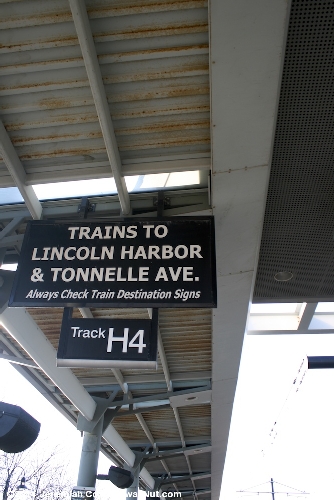 TRAINS TO
LINCOLN HARBOR
& TONNELLE AVE.
Always Check Train Destination Signs
Track H4